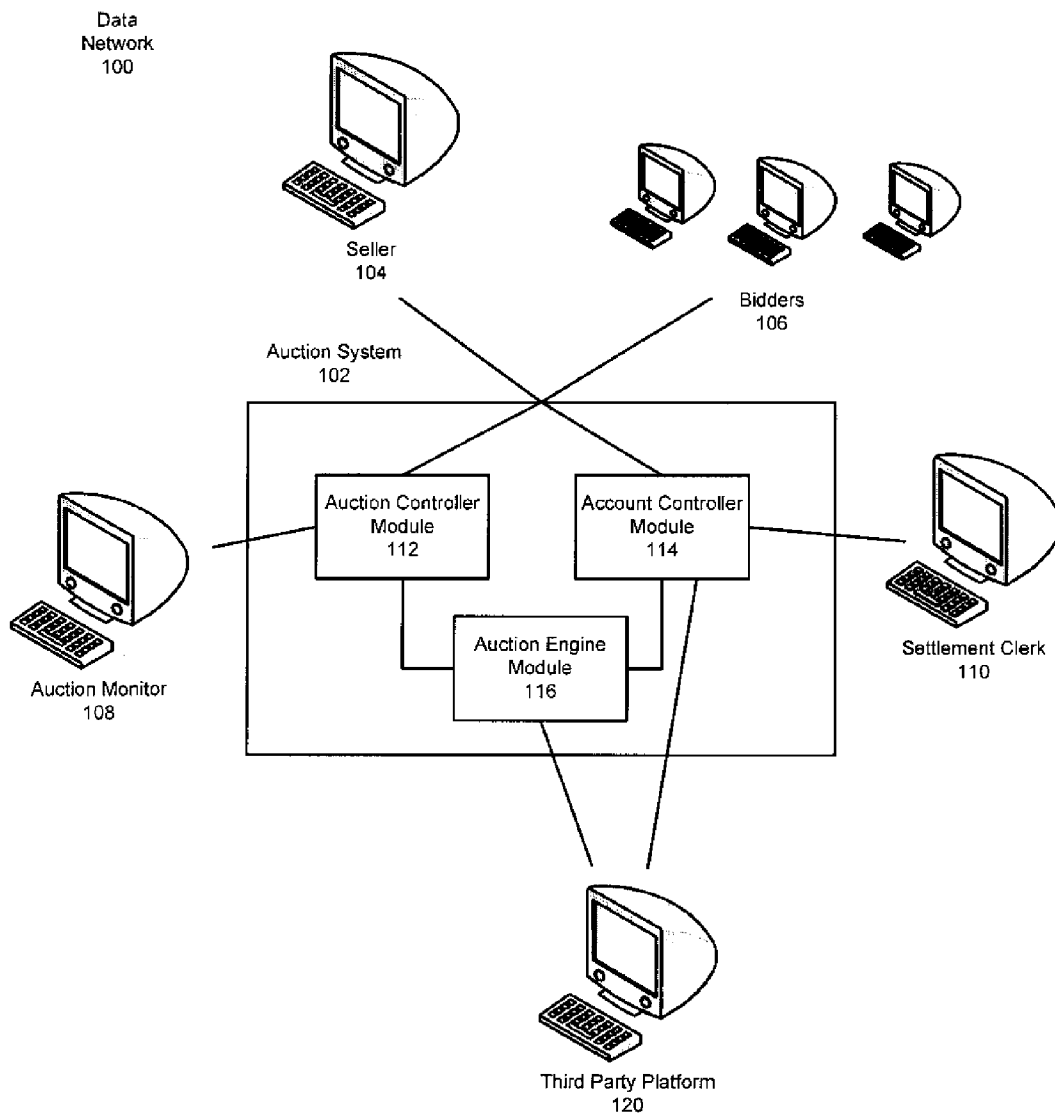 Data
Network
100
Seller
104
Bidders
106
Auction System
102
Auction Controller
Module
112
Account Controller
Module
114
Auction Engine
Module
116
Auction Monitor
108
Settlement Clerk
110
Third Party Platform
120